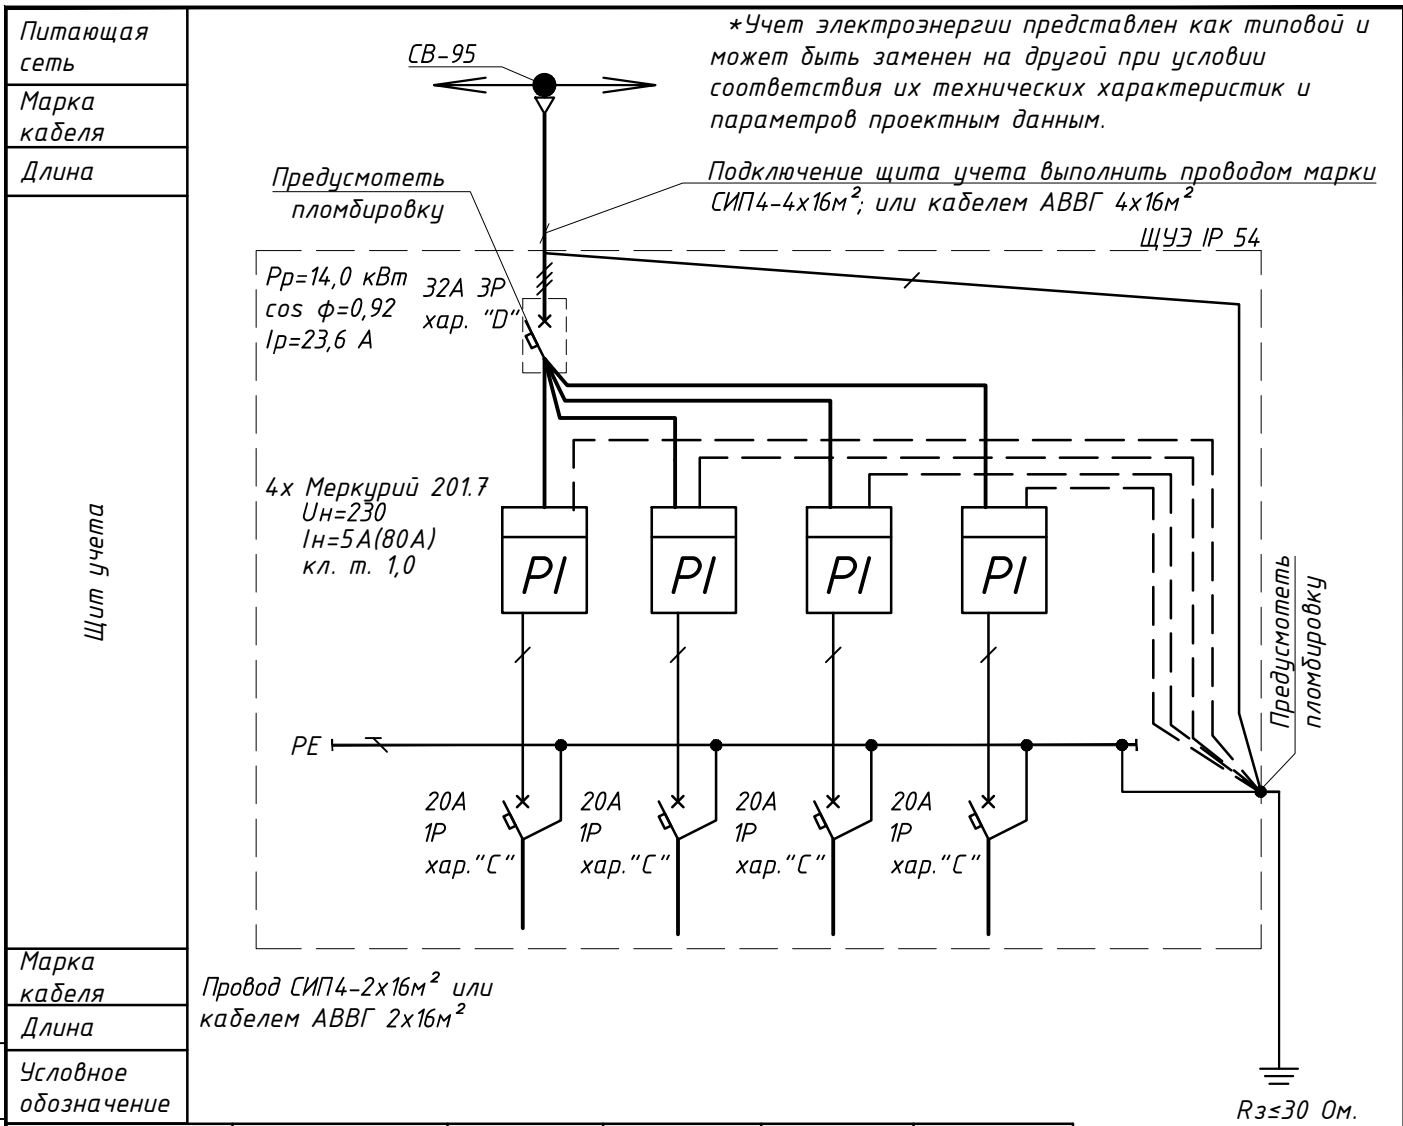 Питающая
сеть
Марка
кабеля
Длина
Щит учета
Марка
кабеля
Длина
Условное
обозначение
СВ-95
*Учет электроэнергии представлен как типовой и
может быть заменен на другой при условии
соответствия их технических характеристик и
параметров проектным данным.
Предусмотеть
пломбировку
Подключение щита учета выполнить проводом марки
СИП4-4х16м²; или кабелем АВВГ 4х16м²
ЩУЭ IP 54
Рр=14,0 кВт
cos ф=0,92
Iр=23,6 А
32А 3Р
хар. "D"
4х Меркурий 201.7
Uн=230
Iн=5А(80А)
кл. т. 1,0
PI
PI
PI
PI
Предусмотеть
пломбировку
PE
20А
1Р
хар."С"
20А
1Р
хар."С"
20А
1Р
хар."С"
20А
1Р
хар."С"
Провод СИП4-2х16м² или
кабелем АВВГ 2х16м²
Rз≤30 Ом.